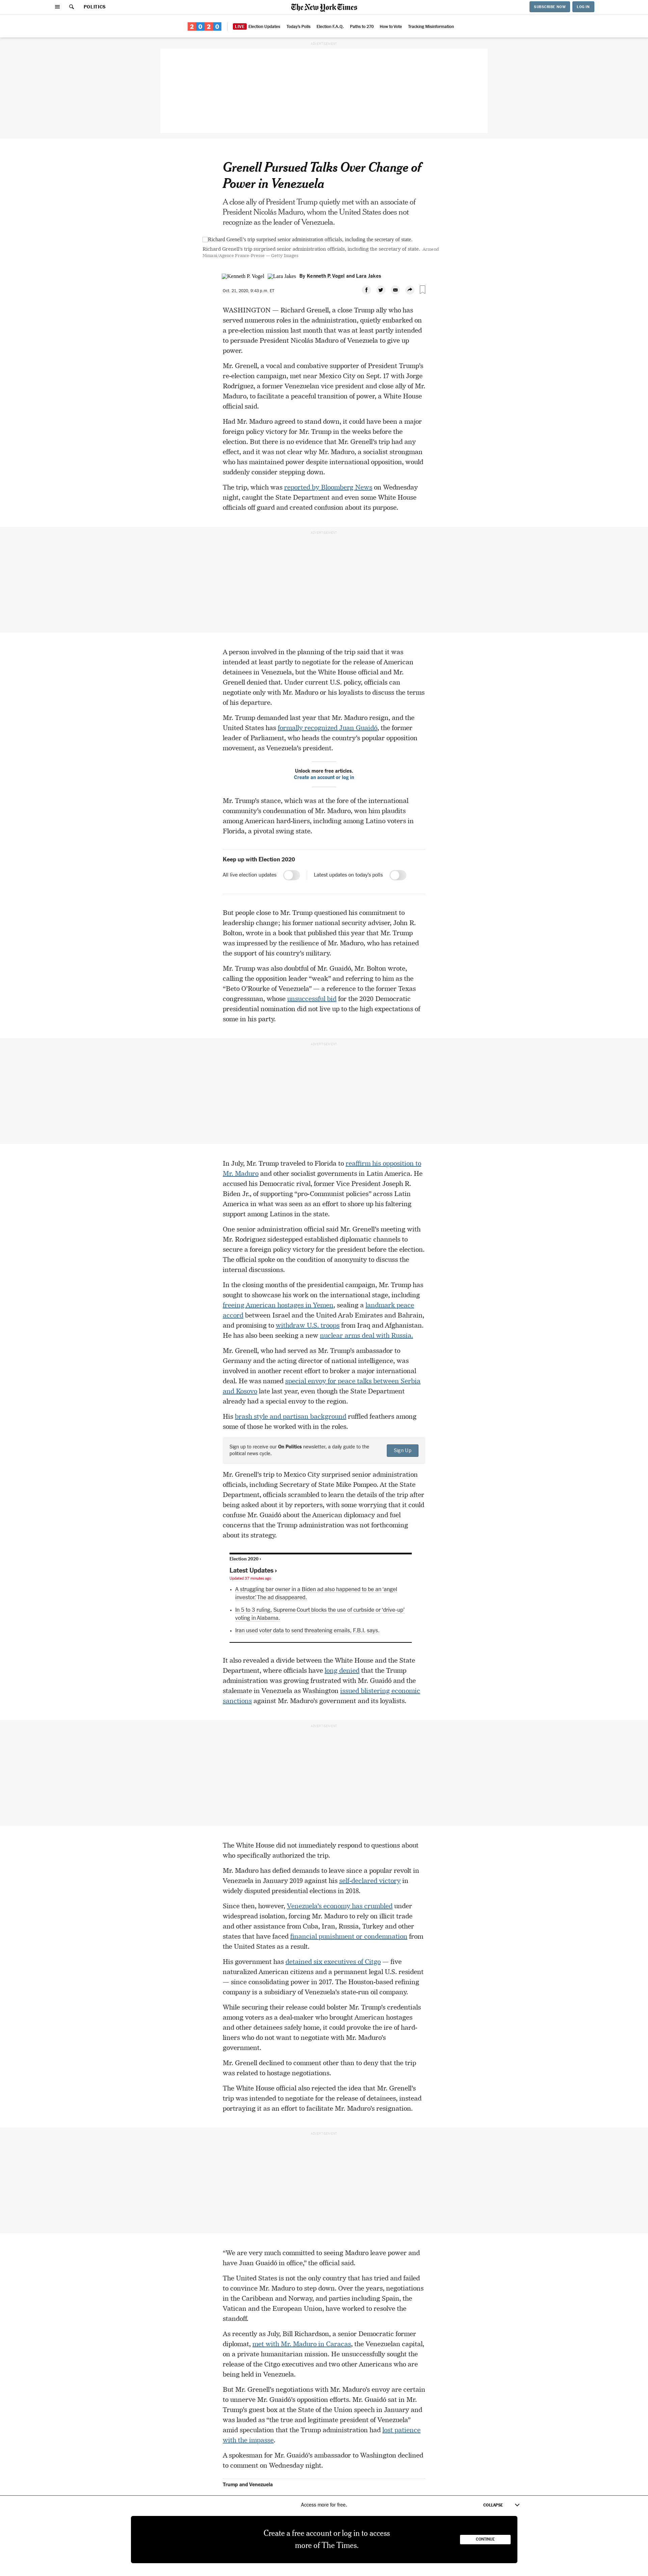 POLITICS
The New York Times
SUBSCRIBE NOW
LOG IN
2020
LIVE Election Updates
Today's Polls
Election F.A.Q.
Paths to 270
How to Vote
Tracking Misinformation
ADVERTISEMENT
Grenell Pursued Talks Over Change of
Power in Venezuela
A close ally of President Trump quietly met with an associate of
President Nicolás Maduro, whom the United States does not
recognize as the leader of Venezuela.
Richard Grenell's trip surprised senior administration officials, including the secretary of state.
Richard Grenell's trip surprised senior administration officials, including the secretary of state.
Agence France-Presse — Getty Images
Kenneth P. Vogel
Lara Jakes
By Kenneth P. Vogel and Lara Jakes
Oct. 21, 2020, 9:43 p.m. ET
WASHINGTON — Richard Grenell, a close Trump ally who has
served numerous roles in the administration, quietly embarked on
a pre-election mission last month that was at least partly intended
to persuade President Nicolás Maduro of Venezuela to give up
power.
Mr. Grenell, a vocal and combative supporter of President Trump's
re-election campaign, met near Mexico City on Sept. 17 with Jorge
Rodríguez, a former Venezuelan vice president and close ally of Mr.
Maduro, to facilitate a peaceful transition of power, a White House
official said.
Had Mr. Maduro agreed to stand down, it could have been a major
foreign policy victory for Mr. Trump in the weeks before the
election. But there is no evidence that Mr. Grenell's trip had any
effect, and it was not clear why Mr. Maduro, a socialist strongman
who has maintained power despite international opposition, would
suddenly consider stepping down.
The trip, which was reported by Bloomberg News on Wednesday
night, caught the State Department and even some White House
officials off guard and created confusion about its purpose.
ADVERTISEMENT
A person involved in the planning of the trip said that it was
intended at least partly to negotiate for the release of American
detainees in Venezuela, but the White House official and Mr.
Grenell denied that. Under current U.S. policy, officials can
negotiate only with Mr. Maduro or his loyalists to discuss the terms
of his departure.
Mr. Trump demanded last year that Mr. Maduro resign, and the
United States has formally recognized Juan Guaidó, the former
leader of Parliament, who heads the country's popular opposition
movement, as Venezuela's president.
Unlock more free articles.
Create an account or log in
Mr. Trump's stance, which was at the fore of the international
community's condemnation of Mr. Maduro, won him plaudits
among American hard-liners, including among Latino voters in
Florida, a pivotal swing state.
Keep up with Election 2020
All live election updates
Latest updates on today's polls
But people close to Mr. Trump questioned his commitment to
leadership change; his former national security adviser, John R.
Bolton, wrote in a book that published this year that Mr. Trump
was impressed by the resilience of Mr. Maduro, who has retained
the support of his country's military.
Mr. Trump was also doubtful of Mr. Guaidó, Mr. Bolton wrote,
calling the opposition leader "weak" and referring to him as the
"Beto O'Rourke of Venezuela" — a reference to the former Texas
congressman, whose unsuccessful bid for the 2020 Democratic
presidential nomination did not live up to the high expectations of
some in his party.
ADVERTISEMENT
In July, Mr. Trump traveled to Florida to reaffirm his opposition to
Mr. Maduro and other socialist governments in Latin America. He
accused his Democratic rival, former Vice President Joseph R.
Biden Jr., of supporting "pro-Communist policies" across Latin
America in what was seen as an effort to shore up his faltering
support among Latinos in the state.
One senior administration official said Mr. Grenell's meeting with
Mr. Rodríguez sidestepped established diplomatic channels to
secure a foreign policy victory for the president before the election.
The official spoke on the condition of anonymity to discuss the
internal discussions.
In the closing months of the presidential campaign, Mr. Trump has
sought to showcase his work on the international stage, including
freeing American hostages in Yemen, sealing a landmark peace
accord between Israel and the United Arab Emirates and Bahrain,
and promising to withdraw U.S. troops from Iraq and Afghanistan.
He has also been seeking a new nuclear arms deal with Russia.
Mr. Grenell, who had served as Mr. Trump's ambassador to
Germany and the acting director of national intelligence, was
involved in another recent effort to broker a major international
deal. He was named special envoy for peace talks between Serbia
and Kosovo late last year, even though the State Department
already had a special envoy to the region.
His brash style and partisan background ruffled feathers among
some of those he worked with in the roles.
Sign up to receive our On Politics newsletter, a daily guide to the
political news cycle.
Sign Up
Mr. Grenell's trip to Mexico City surprised senior administration
officials, including Secretary of State Mike Pompeo. At the State
Department, officials scrambled to learn the details of the trip after
being asked about it by reporters, with some worrying that it could
confuse Mr. Guaidó about the American diplomacy and fuel
concerns that the Trump administration was not forthcoming
about its strategy.
Election 2020 ›
Latest Updates ›
Updated 37 minutes ago
A struggling bar owner in a Biden ad also happened to be an 'angel
investor.' The ad disappeared.
In 5 to 3 ruling, Supreme Court blocks the use of curbside or 'drive-up'
voting in Alabama.
Iran used voter data to send threatening emails, F.B.I. says.
It also revealed a divide between the White House and the State
Department, where officials have long denied that the Trump
administration was growing frustrated with Mr. Guaidó and the
stalemate in Venezuela as Washington issued blistering economic
sanctions against Mr. Maduro's government and its loyalists.
ADVERTISEMENT
The White House did not immediately respond to questions about
who specifically authorized the trip.
Mr. Maduro has defied demands to leave since a popular revolt in
Venezuela in January 2019 against his self-declared victory in
widely disputed presidential elections in 2018.
Since then, however, Venezuela's economy has crumbled under
widespread isolation, forcing Mr. Maduro to rely on illicit trade
and other assistance from Cuba, Iran, Russia, Turkey and other
states that have faced financial punishment or condemnation from
the United States as a result.
His government has detained six executives of Citgo — five
naturalized American citizens and a permanent legal U.S. resident
— since consolidating power in 2017. The Houston-based refining
company is a subsidiary of Venezuela's state-run oil company.
While securing their release could bolster Mr. Trump's credentials
among voters as a deal-maker who brought American hostages
and other detainees safely home, it could provoke the ire of hard-
liners who do not want to negotiate with Mr. Maduro's
government.
Mr. Grenell declined to comment other than to deny that the trip
was related to hostage negotiations.
The White House official also rejected the idea that Mr. Grenell's
trip was intended to negotiate for the release of detainees, instead
portraying it as an effort to facilitate Mr. Maduro's resignation.
ADVERTISEMENT
"We are very much committed to seeing Maduro leave power and
have Juan Guaidó in office," the official said.
The United States is not the only country that has tried and failed
to convince Mr. Maduro to step down. Over the years, negotiations
in the Caribbean and Norway, and parties including Spain, the
Vatican and the European Union, have worked to resolve the
standoff.
As recently as July, Bill Richardson, a senior Democratic former
diplomat, met with Mr. Maduro in Caracas, the Venezuelan capital,
on a private humanitarian mission. He unsuccessfully sought the
release of the Citgo executives and two other Americans who are
being held in Venezuela.
But Mr. Grenell's negotiations with Mr. Maduro's envoy are certain
to unnerve Mr. Guaidó's opposition efforts. Mr. Guaidó sat in Mr.
Trump's guest box at the State of the Union speech in January and
was lauded as "the true and legitimate president of Venezuela"
amid speculation that the Trump administration had lost patience
with the impasse.
A spokesman for Mr. Guaidó's ambassador to Washington declined
to comment on Wednesday night.
Trump and Venezuela
Access more for free.
COLLAPSE
Create a free account or log in to access
more of The Times.
CONTINUE